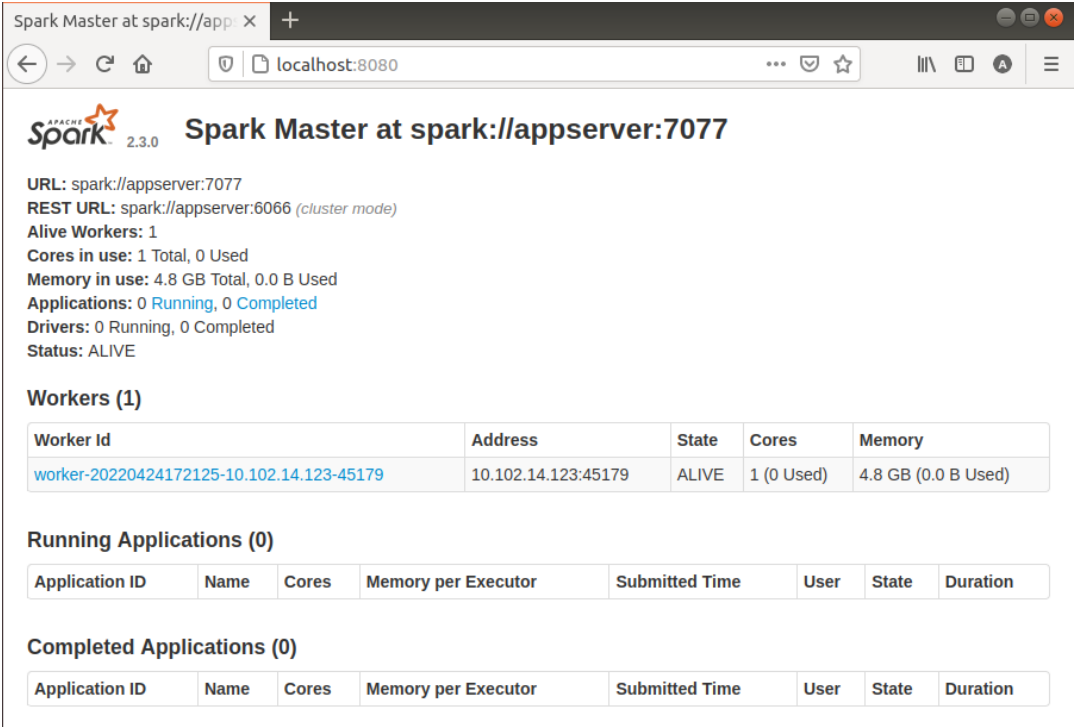 Spark Master at spark://app
localhost:8080
APACHE
Spark 2.3.0 Spark Master at spark://appserver:7077
URL: spark://appserver:7077
REST URL: spark://appserver:6066 (cluster mode)
Alive Workers: 1
Cores in use: 1 Total, 0 Used
Memory in use: 4.8 GB Total, 0.0 B Used
Applications: 0 Running, 0 Completed
Drivers: 0 Running, 0 Completed
Status: ALIVE
Workers (1)
Worker Id Address State Cores Memory
worker-20220424172125-10.102.14.123-45179 10.102.14.123:45179 ALIVE 1 (0 Used) 4.8 GB (0.0 B Used)
Running Applications (0)
Application ID Name Cores Memory per Executor Submitted Time User State Duration
Completed Applications (0)
Application ID Name Cores Memory per Executor Submitted Time User State Duration